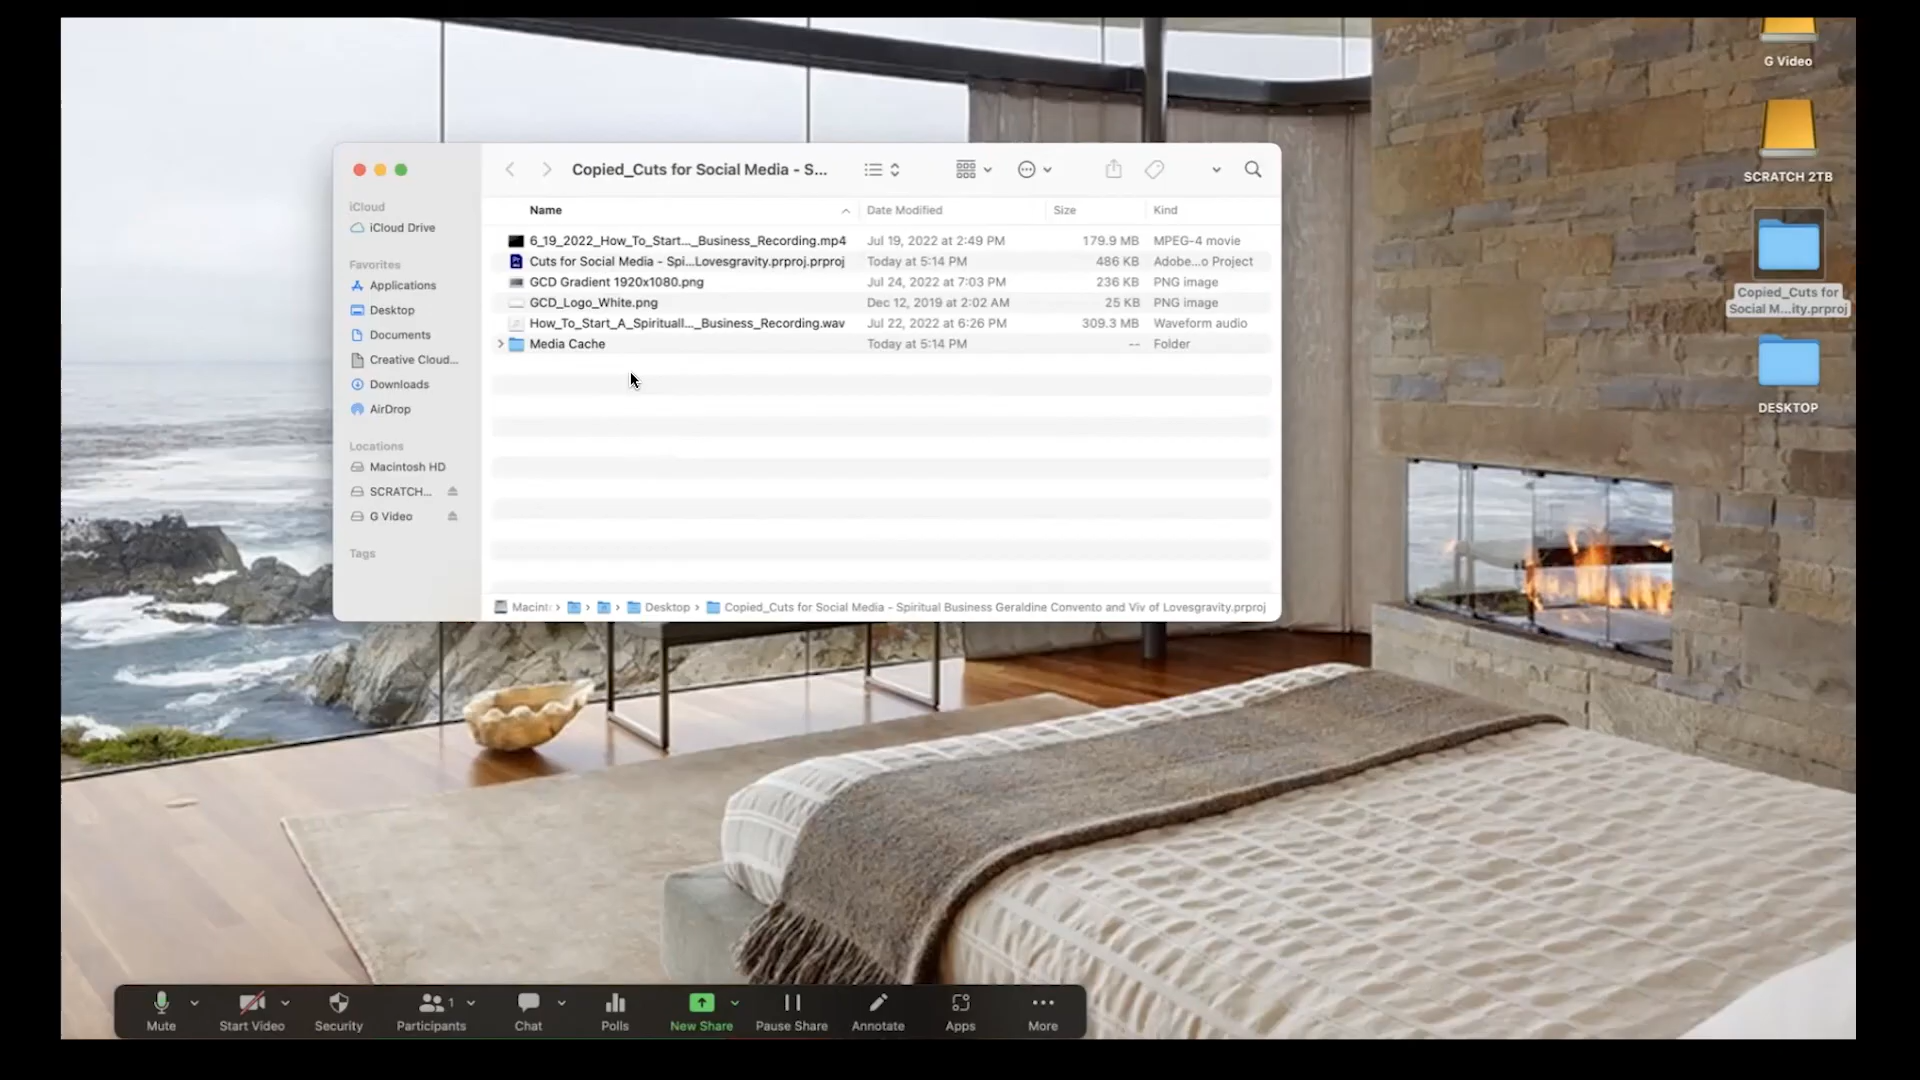 G Video
SCRATCH 2TB
Copied_Cuts for
Social M...ity.prproj
DESKTOP
Copied_Cuts for Social Media - S...
iCloud
iCloud Drive
Favorites
Applications
Desktop
Documents
Creative Cloud...
Downloads
AirDrop
Locations
Macintosh HD
SCRATCH...
G Video
Tags
Name Date Modified Size Kind
6_19_2022_How_To_Start..._Business_Recording.mp4 Jul 19, 2022 at 2:49 PM 179.9 MB MPEG-4 movie
Cuts for Social Media - Spi...Lovesgravity.prproj.prproj Today at 5:14 PM 486 KB Adobe...o Project
GCD Gradient 1920x1080.png Jul 24, 2022 at 7:03 PM 236 KB PNG image
GCD_Logo_White.png Dec 12, 2019 at 2:02 AM 25 KB PNG image
How_To_Start_A_Spirituall..._Business_Recording.wav Jul 22, 2022 at 6:26 PM 309.3 MB Waveform audio
Media Cache Today at 5:14 PM -- Folder
Macint Desktop Copied_Cuts for Social Media - Spiritual Business Geraldine Convento and Viv of Lovesgravity.prproj
1
Mute Start Video Security Participants Chat Polls New Share Pause Share Annotate Apps More